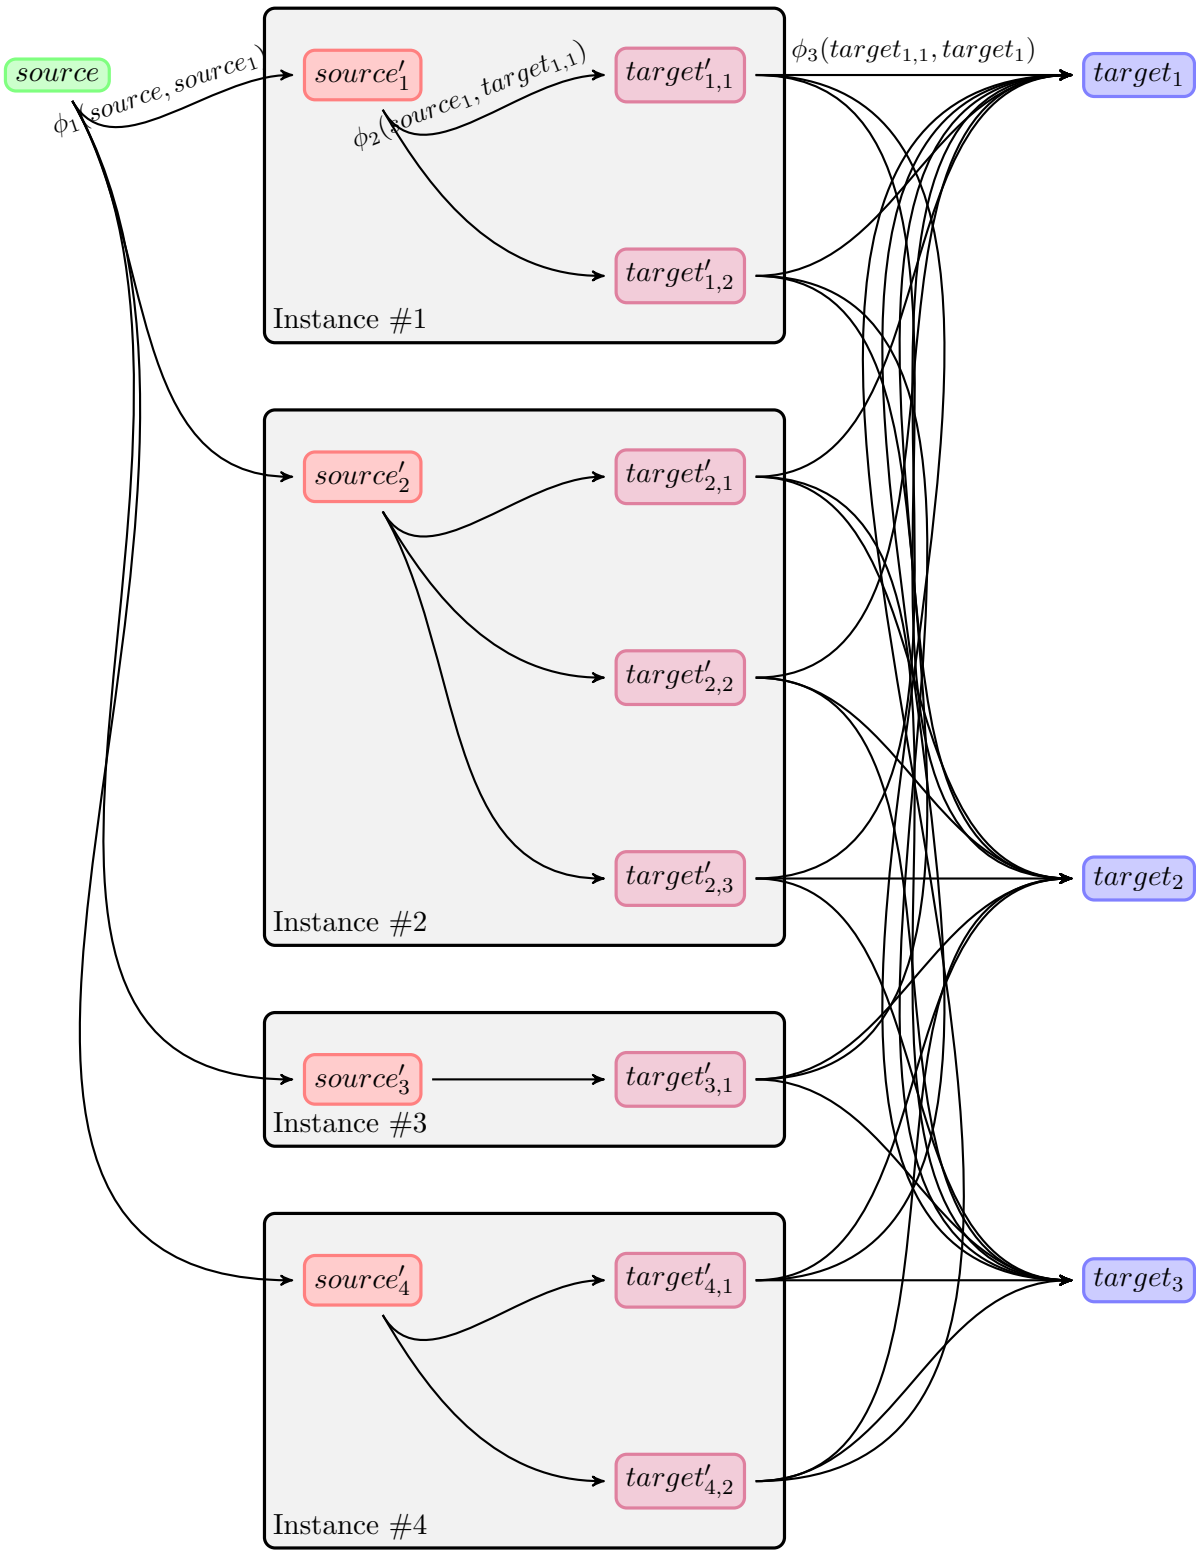 source
ϕ₁(source, source₁)
source′₁
ϕ₂(source₁, target₁,₁)
target′₁,₁
ϕ₃(target₁,₁, target₁)
target₁
target′₁,₂
Instance #1
source′₂
target′₂,₁
target′₂,₂
target′₂,₃
target₂
Instance #2
source′₃
target′₃,₁
Instance #3
source′₄
target′₄,₁
target₃
target′₄,₂
Instance #4